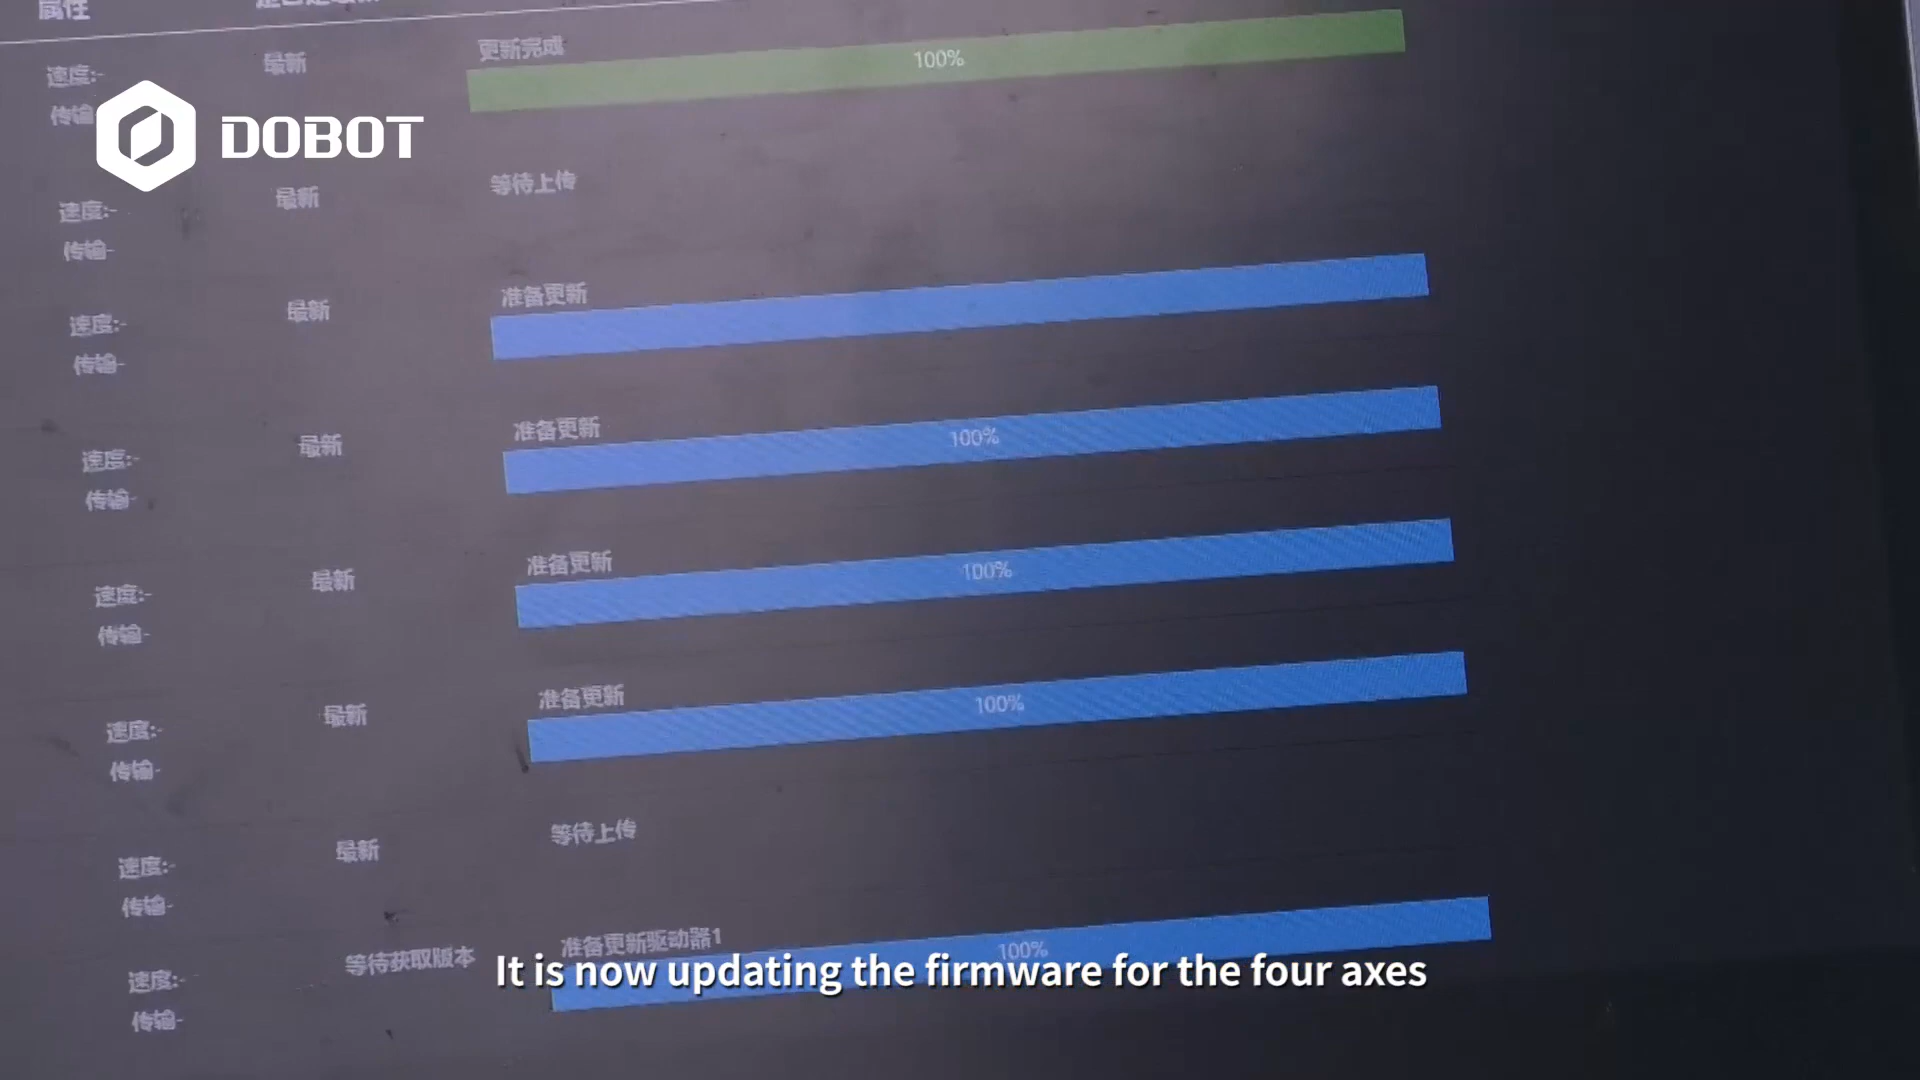 属性
更新完成
速度:-
最新
100%
传输
DOBOT
等待上传
速度:-
最新
传输-
准备更新
速度:-
最新
传输-
准备更新
100%
速度:-
最新
传输-
准备更新
100%
速度:-
最新
传输-
准备更新
100%
速度:-
最新
传输-
等待上传
速度:-
最新
传输-
准备更新驱动器1
100%
速度:-
等待获取版本
传输-
It is now updating the firmware for the four axes